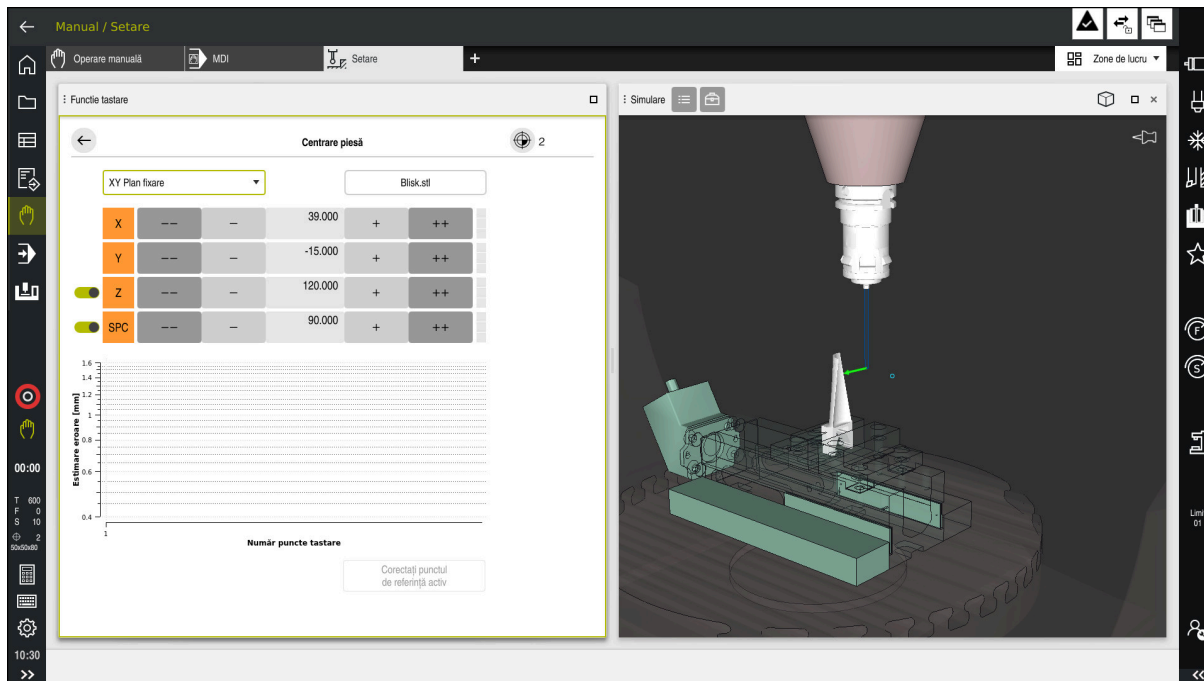 Manual / Setare
Operare manuală
MDI
Setare
+
Zone de lucru
Functie tastare
Centrare piesă
2
XY Plan fixare
Blisk.stl
X
−−
−
39.000
+
++
Y
−−
−
-15.000
+
++
Z
−−
−
120.000
+
++
SPC
−−
−
90.000
+
++
Estimare eroare [mm]
1.6
1.4
1.2
1
0.8
0.6
0.4
1
Număr puncte tastare
Corectați punctul
de referință activ
Simulare
00:00
T 600
F 0
S 10
2
50x50x80
10:30
F
S
Limi
01